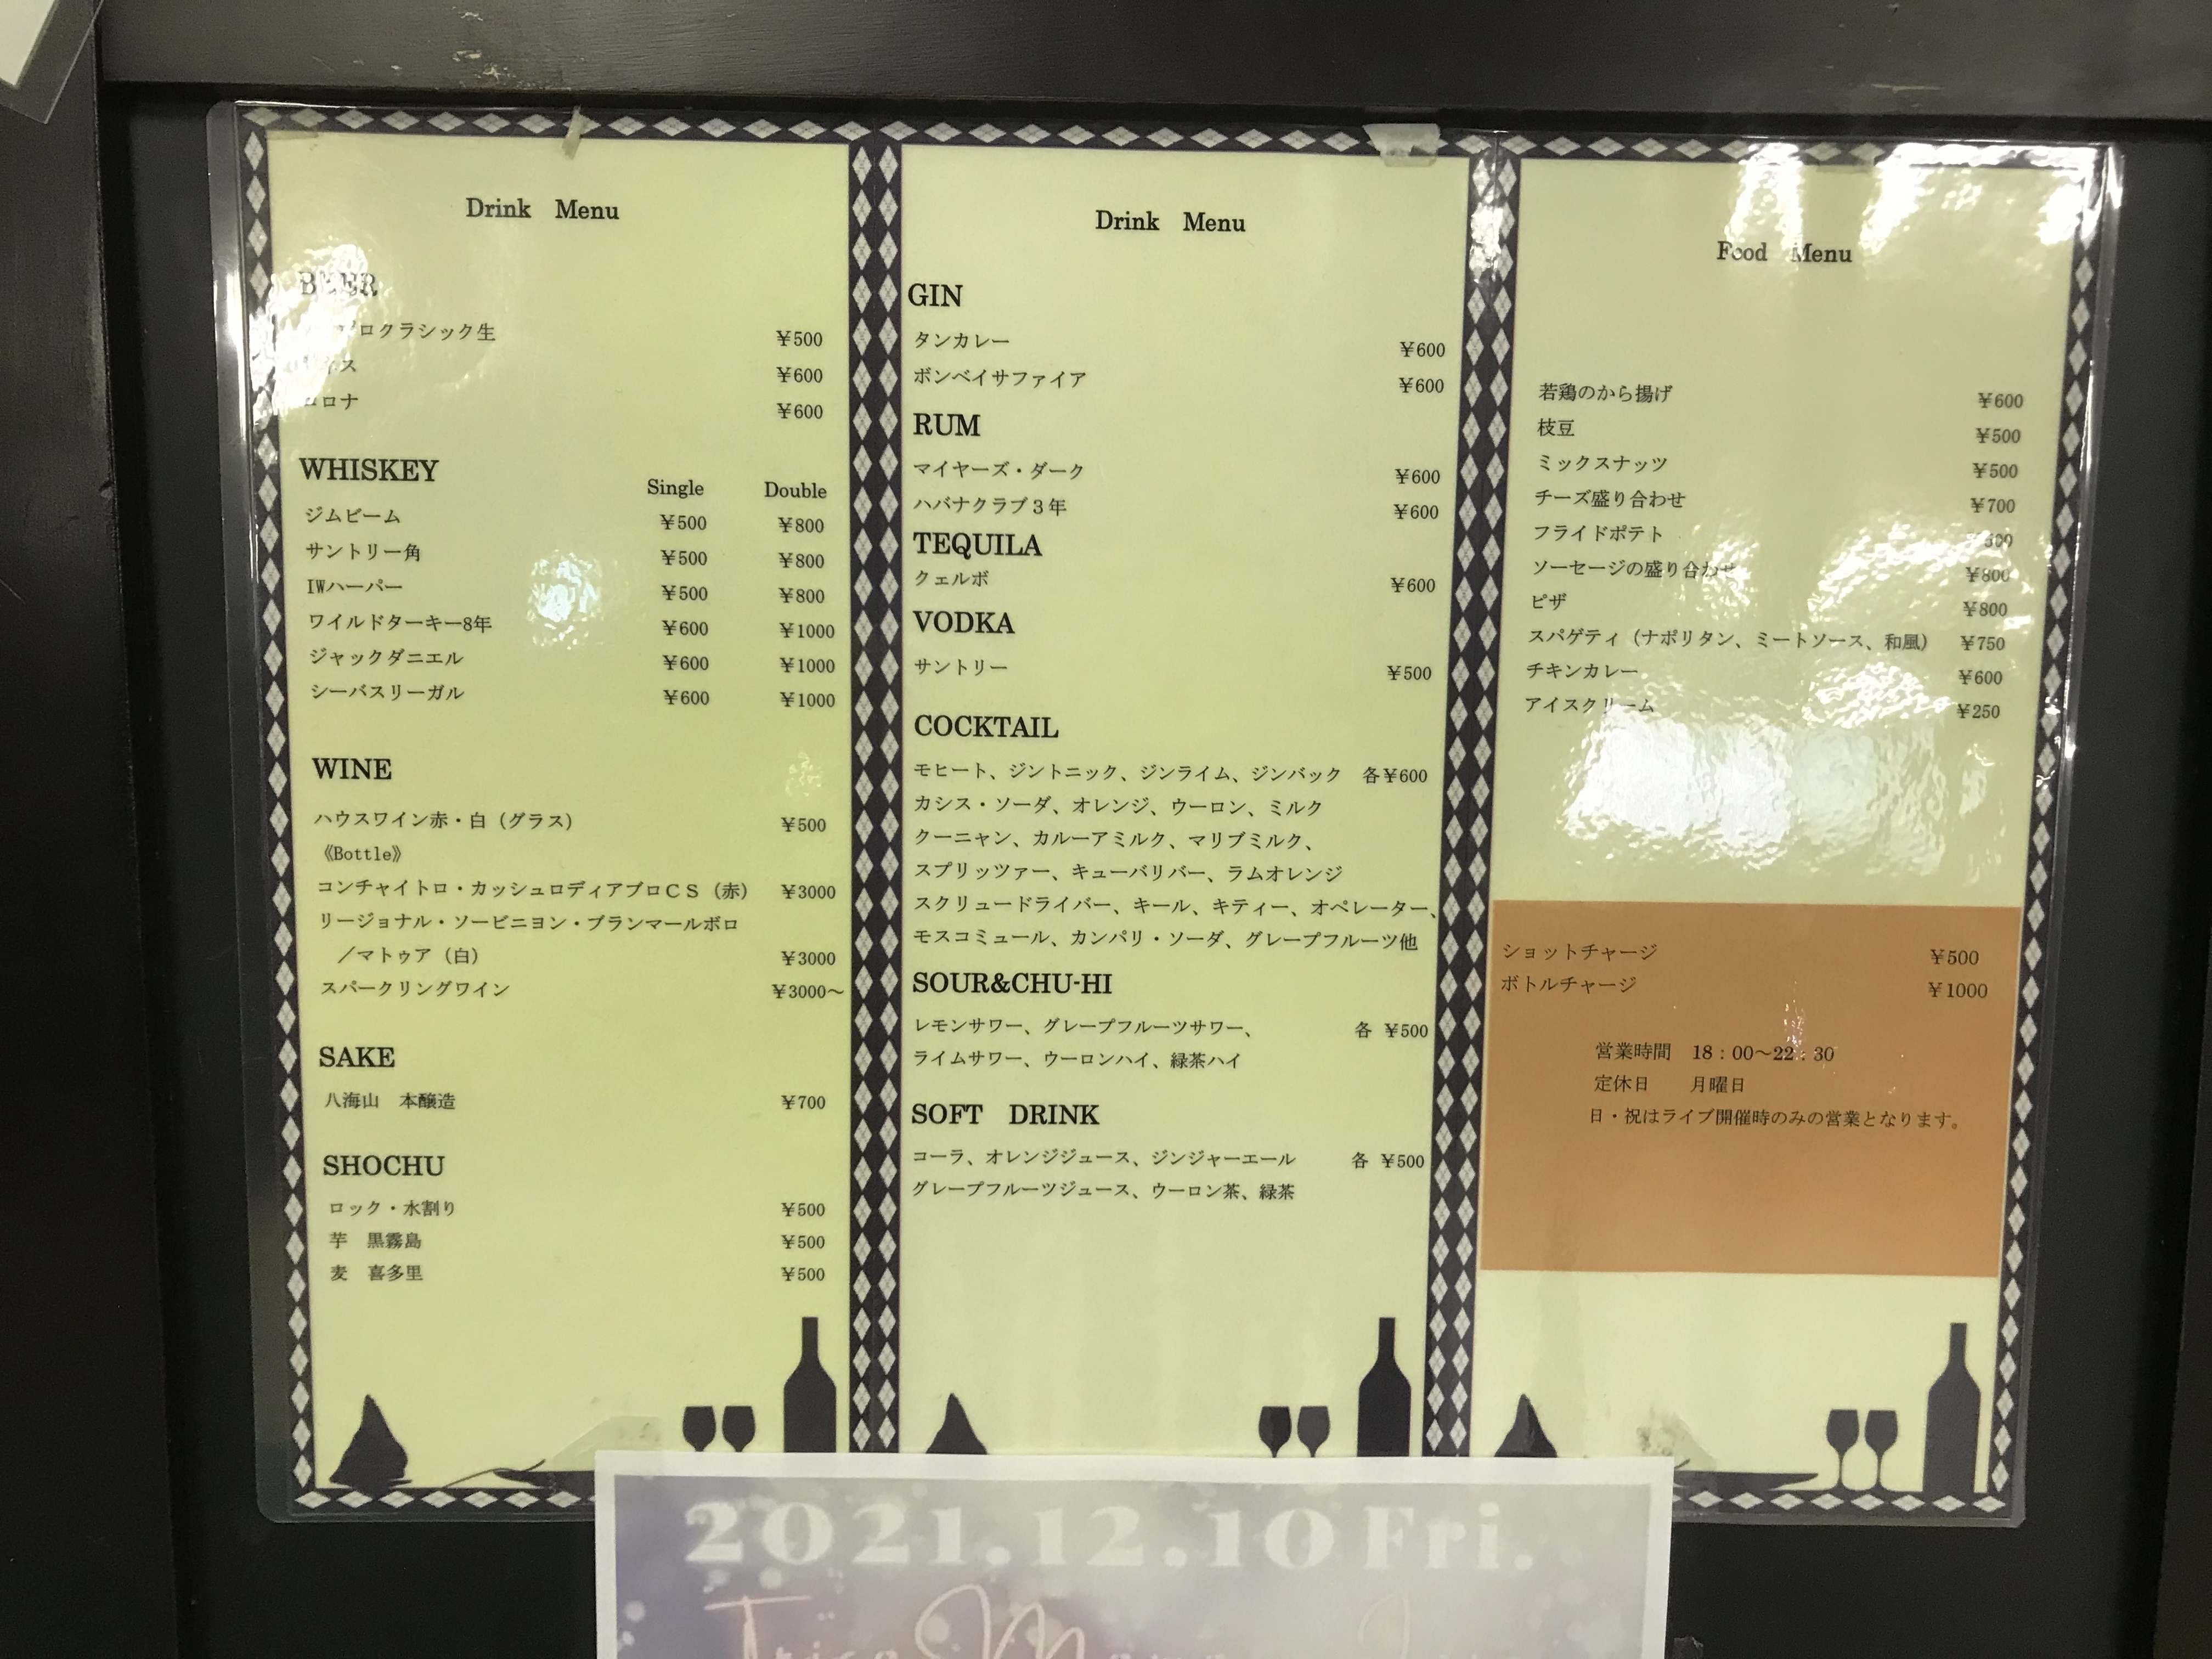 Drink Menu
BEER
ロクラシック生 ¥500
ス ¥600
ロナ ¥600
WHISKEY
Single Double
ジムビーム ¥500 ¥800
サントリー角 ¥500 ¥800
IWハーパー ¥500 ¥800
ワイルドターキー8年 ¥600 ¥1000
ジャックダニエル ¥600 ¥1000
シーバスリーガル ¥600 ¥1000
WINE
ハウスワイン赤・白（グラス） ¥500
《Bottle》
コンチャイトロ・カッシュロディアブロＣＳ（赤） ¥3000
リージョナル・ソービニヨン・ブランマールボロ
／マトゥア（白） ¥3000
スパークリングワイン ¥3000～
SAKE
八海山　本醸造 ¥700
SHOCHU
ロック・水割り ¥500
芋　黒霧島 ¥500
麦　喜多里 ¥500
Drink Menu
GIN
タンカレー ¥600
ボンベイサファイア ¥600
RUM
マイヤーズ・ダーク ¥600
ハバナクラブ３年 ¥600
TEQUILA
クェルボ ¥600
VODKA
サントリー ¥500
COCKTAIL
モヒート、ジントニック、ジンライム、ジンバック　各¥600
カシス・ソーダ、オレンジ、ウーロン、ミルク
クーニャン、カルーアミルク、マリブミルク、
スプリッツァー、キューバリバー、ラムオレンジ
スクリュードライバー、キール、キティー、オペレーター、
モスコミュール、カンパリ・ソーダ、グレープフルーツ他
SOUR&CHU-HI
レモンサワー、グレープフルーツサワー、 各 ¥500
ライムサワー、ウーロンハイ、緑茶ハイ
SOFT DRINK
コーラ、オレンジジュース、ジンジャーエール 各 ¥500
グレープフルーツジュース、ウーロン茶、緑茶
Food Menu
若鶏のから揚げ ¥600
枝豆 ¥500
ミックスナッツ ¥500
チーズ盛り合わせ ¥700
フライドポテト
ソーセージの盛り合わせ ¥800
ピザ ¥800
スパゲティ（ナポリタン、ミートソース、和風） ¥750
チキンカレー ¥600
アイスクリーム ¥250
ショットチャージ ¥500
ボトルチャージ ¥1000
営業時間　18：00～22：30
定休日　　月曜日
日・祝はライブ開催時のみの営業となります。
2021.12.10 Fri.